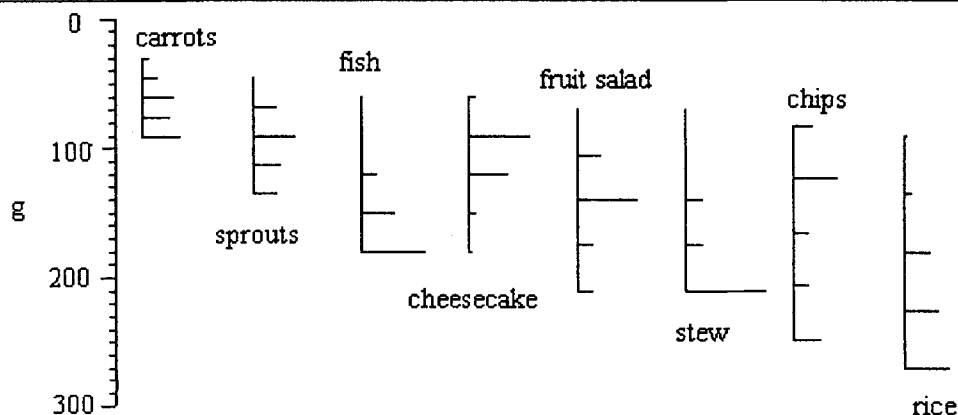 0
carrots
fish
fruit salad
chips
100
g
sprouts
200
cheesecake
stew
300
rice